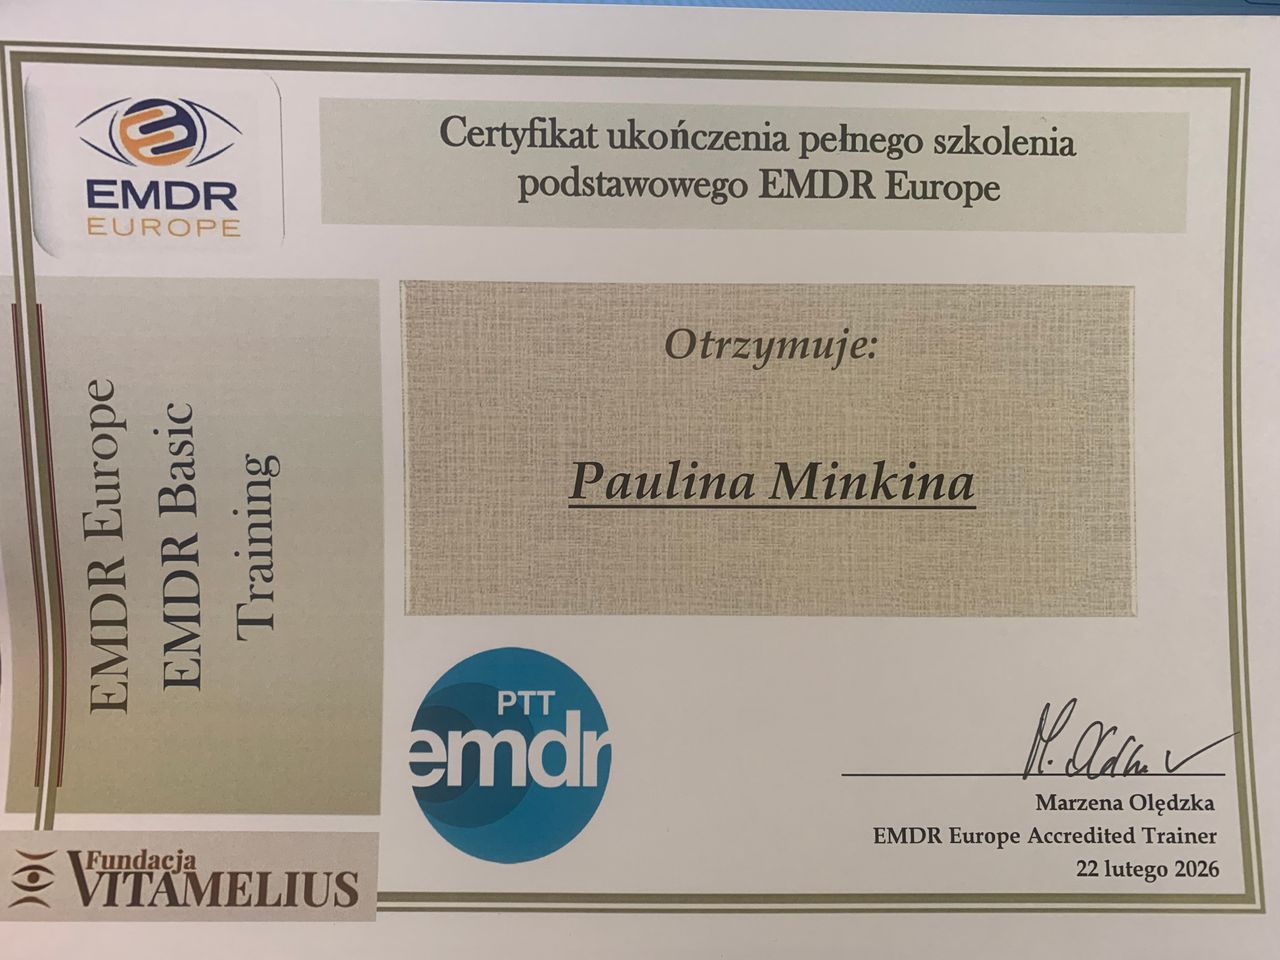 EMDR
EUROPE
Certyfikat ukończenia pełnego szkolenia
podstawowego EMDR Europe
Otrzymuje:
Paulina Minkina
EMDR Europe
EMDR Basic
Training
PTT
emdr
Marzena Olędzka
EMDR Europe Accredited Trainer
22 lutego 2026
Fundacja
VITAMELIUS